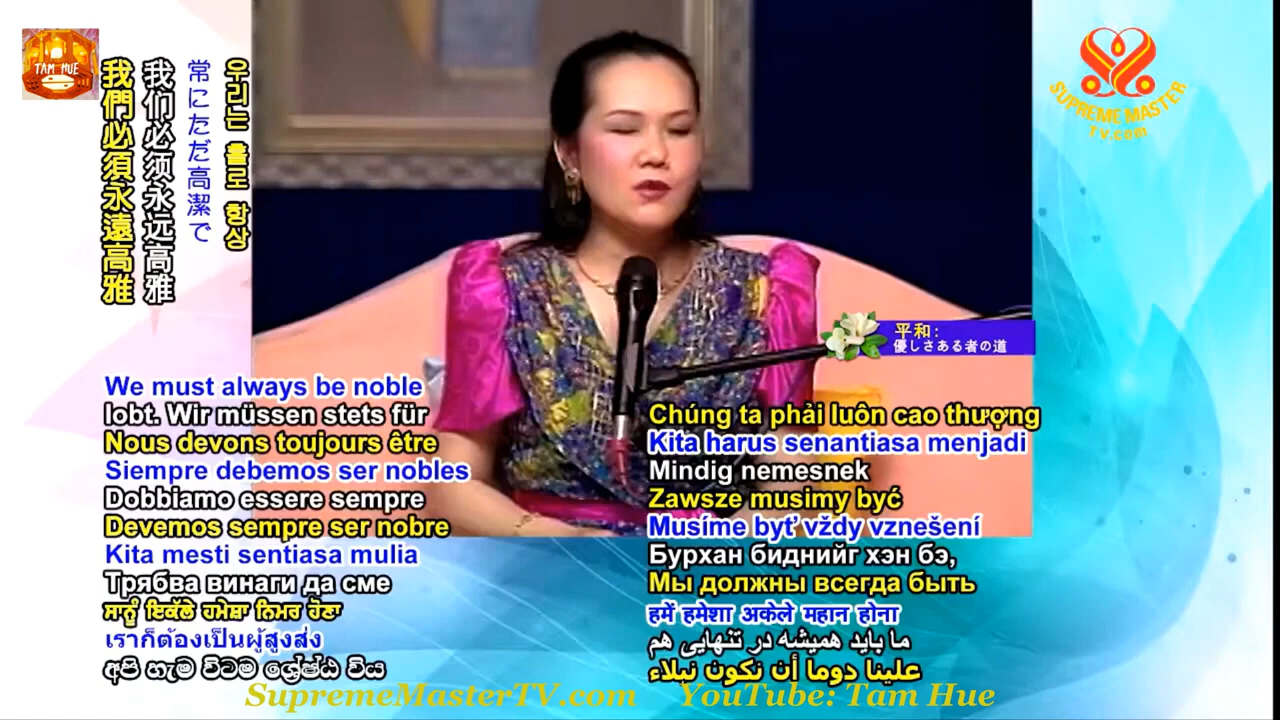 TAM HUE
我們必須永遠高雅
我们必须永远高雅
常にただ高潔で
우리는 홀로 항상
SUPREME MASTER
TV.com
平和:
優しさある者の道
We must always be noble
lobt. Wir müssen stets für
Nous devons toujours être
Siempre debemos ser nobles
Dobbiamo essere sempre
Devemos sempre ser nobre
Kita mesti sentiasa mulia
Трябва винаги да сме
ਸਾਨੂੰ ਇਕੱਲੇ ਹਮੇਸ਼ਾ ਨਿਮਰ ਹੋਣਾ
เราก็ต้องเป็นผู้สูงส่ง
අපි හැම විටම ශ්‍රේෂ්ඨ විය
Chúng ta phải luôn cao thượng
Kita harus senantiasa menjadi
Mindig nemesnek
Zawsze musimy być
Musíme byť vždy vznešení
Бурхан биднийг хэн бэ,
Мы должны всегда быть
हमें हमेशा अकेले महान होना
ما باید همیشه در تنهایی هم
علينا دوما أن نكون نبلاء
SupremeMasterTV.com YouTube: Tam Hue